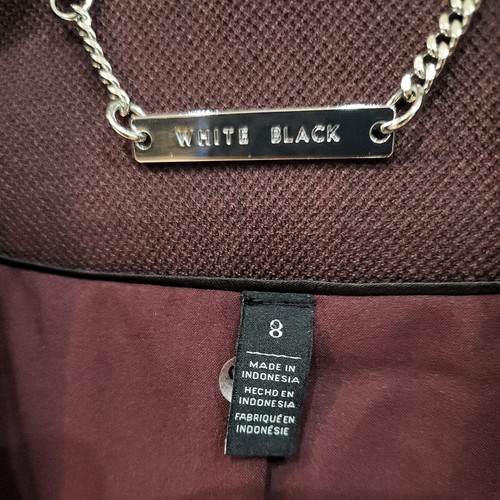 WHITE BLACK
8
MADE IN
INDONESIA
HECHO EN
INDONESIA
FABRIQUÉ EN
INDONÉSIE